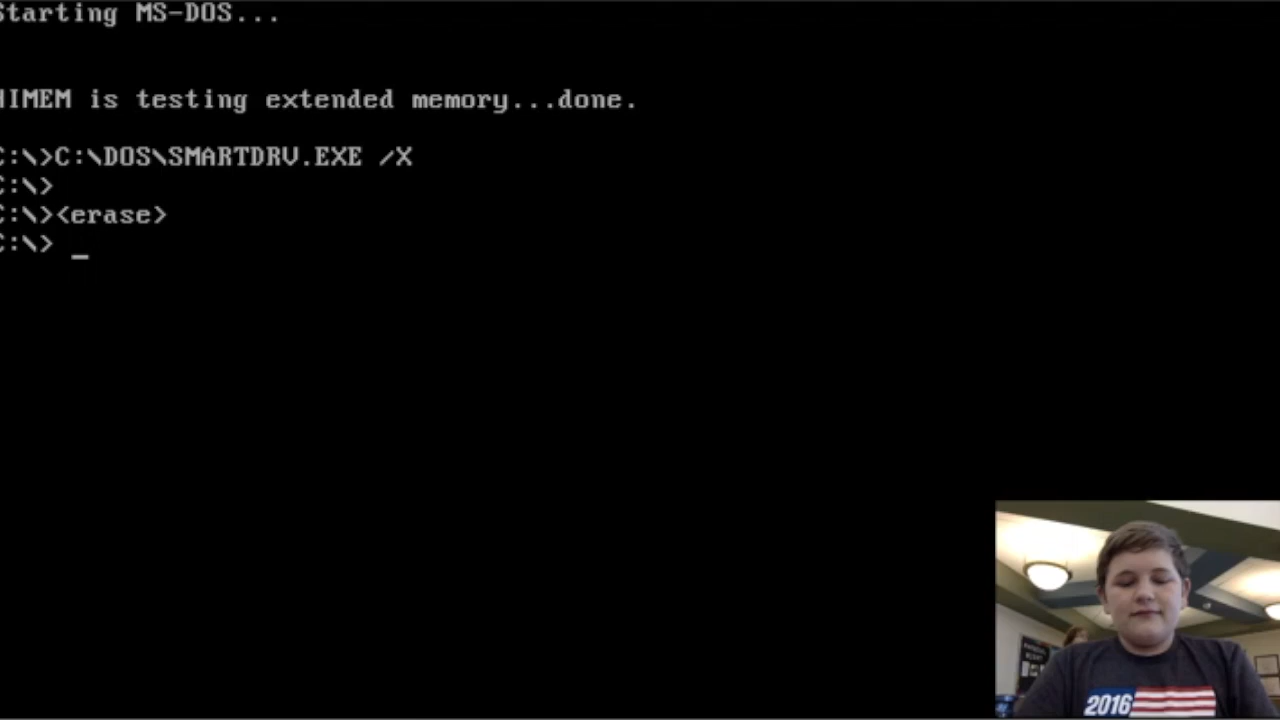 Starting MS-DOS...
HIMEM is testing extended memory...done.
C:\>C:\DOS\SMARTDRV.EXE /X
C:\>
C:\><erase>
C:\> _
2016